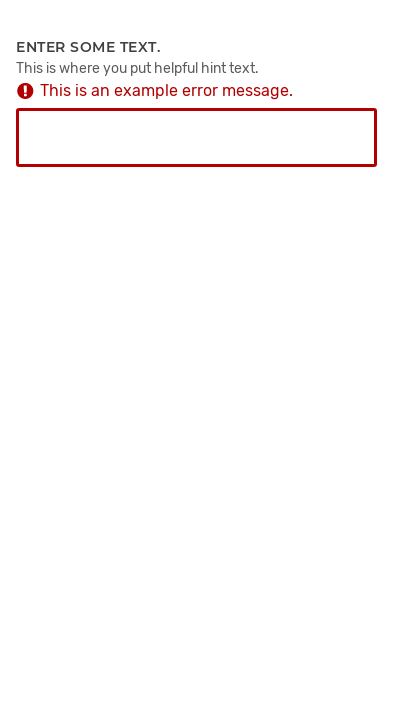 ENTER SOME TEXT.
This is where you put helpful hint text.
This is an example error message.